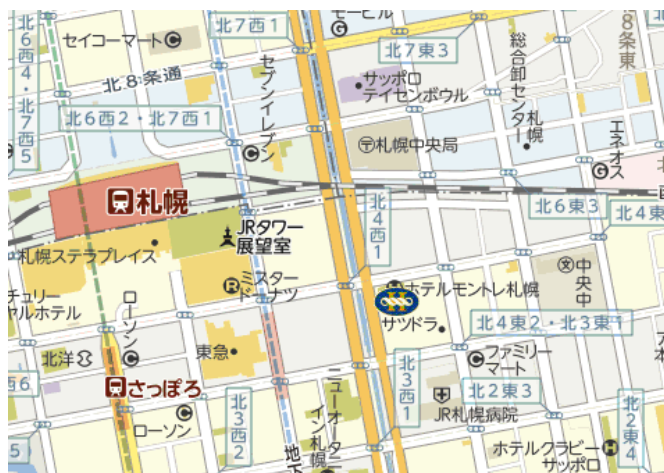 モービル
G
北7西1
セイコーマート
C
北7東3
8条東
北6西4・北7西5
北8条通
セブンイレブン
C
サッポロ
テイセンボウル
総合卸センター
札幌
北6西2・北7西1
札幌中央局
エネオス
G
札幌
北4西1
北6東3
北4東
JRタワー
展望室
札幌ステラプレイス
R
ミスター
ドーナツ
中央中
ホテルモントレ札幌
チュリー
ヤルホテル
ローソン
C
サツドラ
北4東2・北3東1
東急
北洋
C
ファミリー
マート
西6
さっぽろ
北3西1
北2東3
C
ローソン
北3西2
ニューオータニ
イン札幌
JR札幌病院
北2東4
5
地下
ホテルクラビー
サッポロ
H